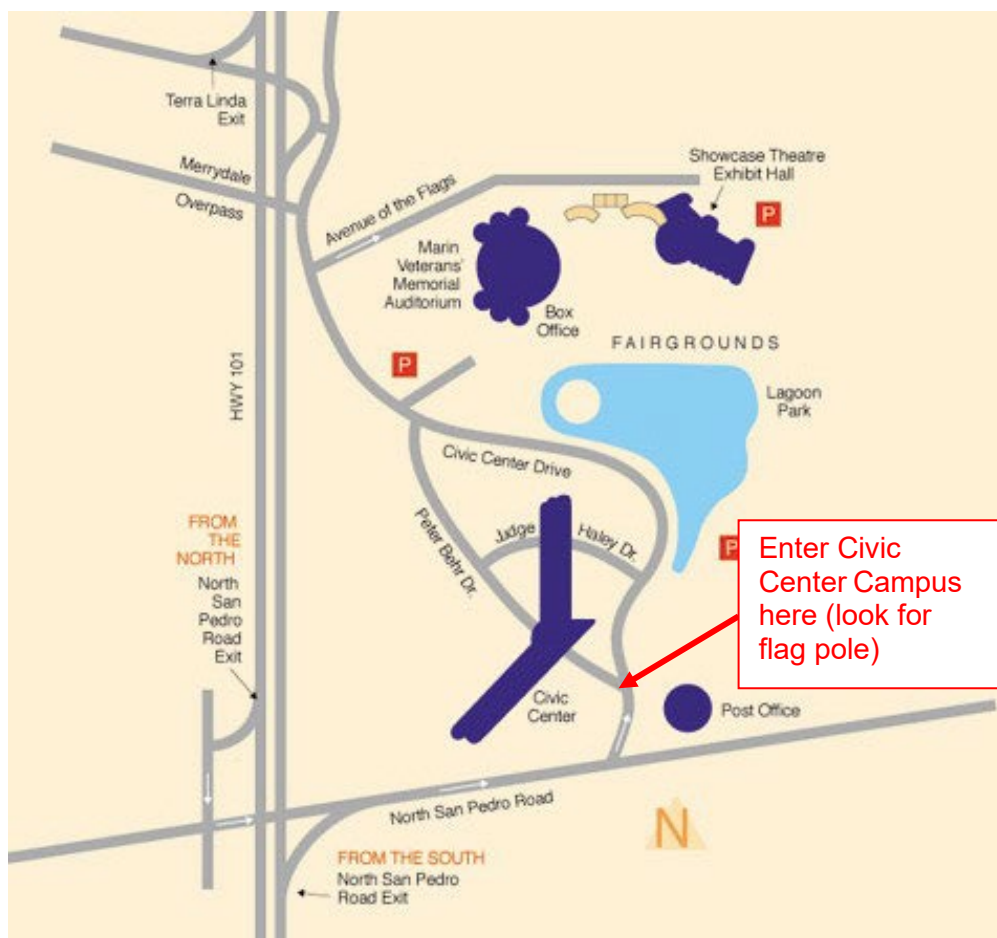 Terra Linda
Exit
Merrydale
Overpass
Avenue of the Flags
Showcase Theatre
Exhibit Hall
P
Marin
Veterans'
Memorial
Auditorium
Box
Office
FAIRGROUNDS
P
HWY 101
Lagoon
Park
Civic Center Drive
Peter Behr Dr.
Judge
Haley Dr.
FROM
THE
NORTH
North
San
Pedro
Road
Exit
P
Enter Civic
Center Campus
here (look for
flag pole)
Civic
Center
Post Office
North San Pedro Road
N
FROM THE SOUTH
North San Pedro
Road Exit